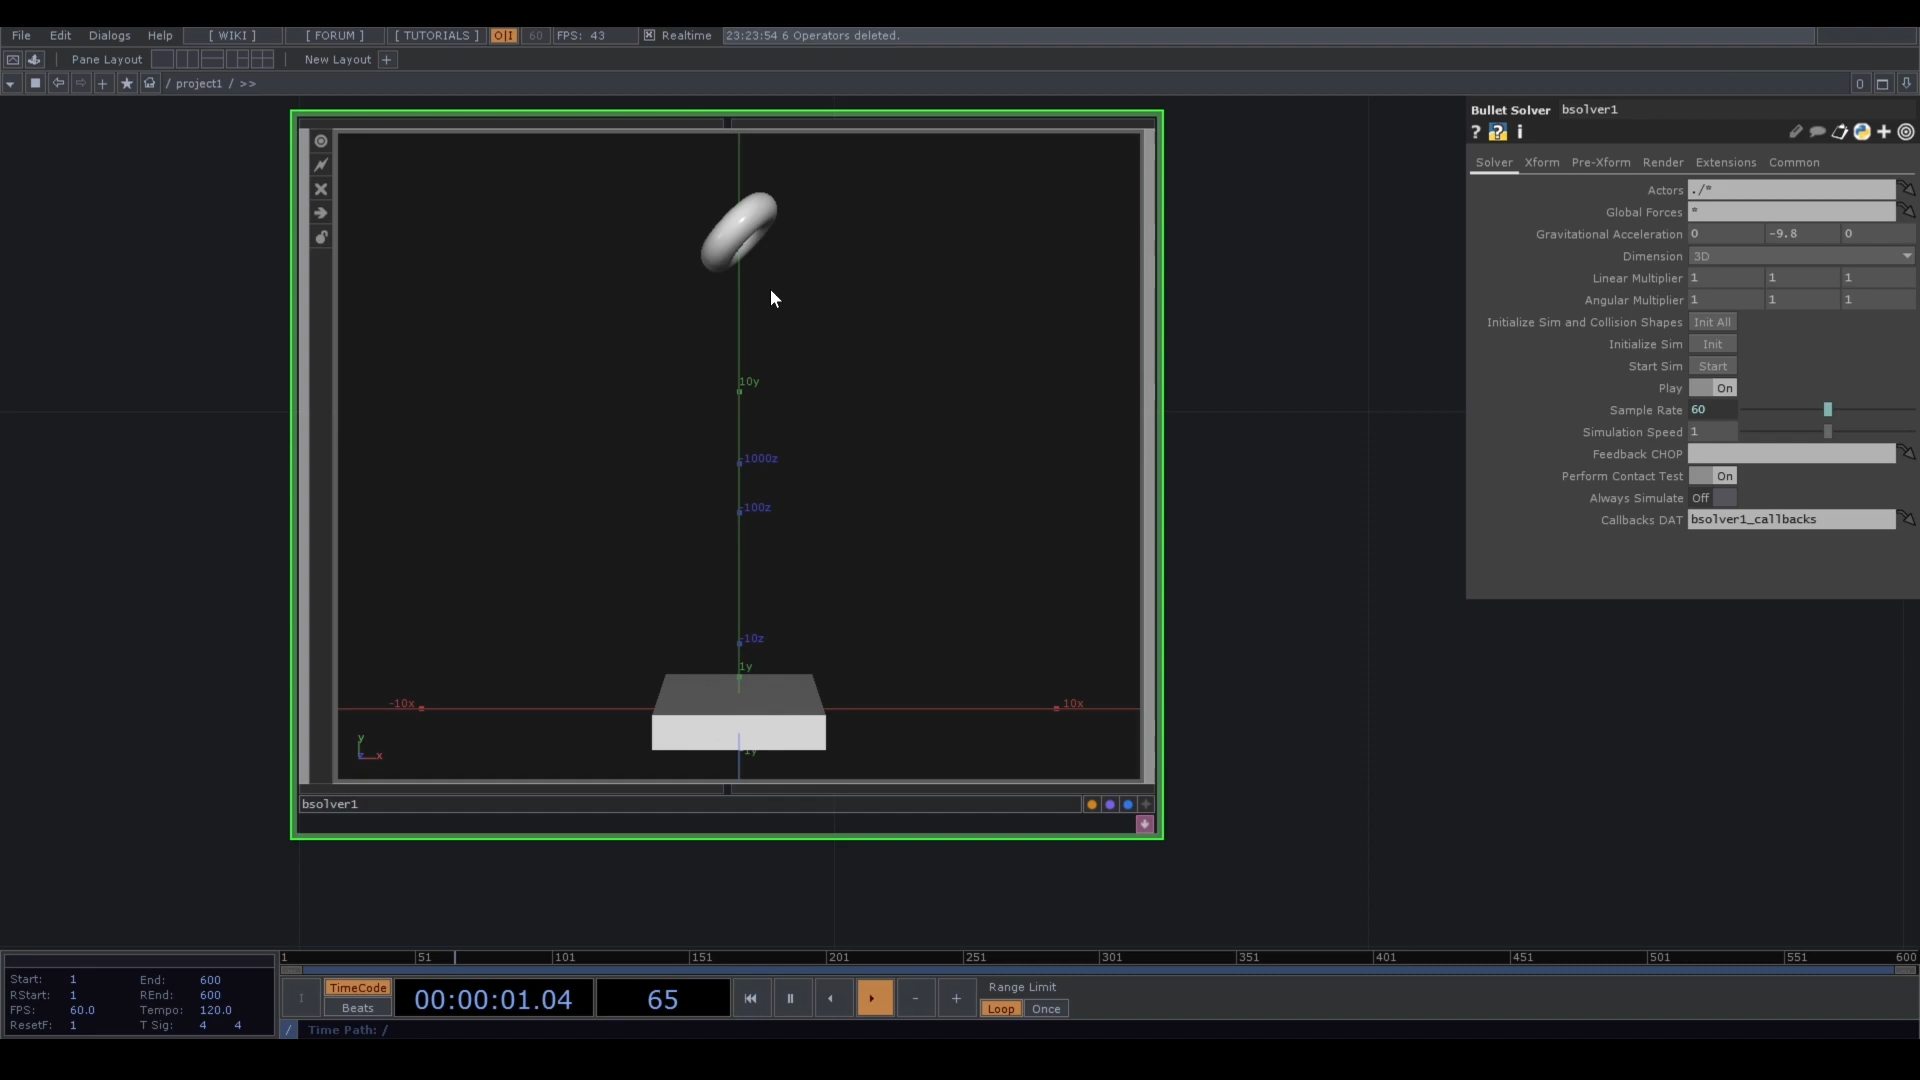 File Edit Dialogs Help [ WIKI ] [ FORUM ] [ TUTORIALS ] O|I 60 FPS: 43 Realtime 23:23:54 6 Operators deleted.
Pane Layout New Layout +
/ project1 / >> 0
Bullet Solver bsolver1
? ? i
Solver Xform Pre-Xform Render Extensions Common
Actors ./*
Global Forces *
Gravitational Acceleration 0 -9.8 0
Dimension 3D
Linear Multiplier 1 1 1
Angular Multiplier 1 1 1
Initialize Sim and Collision Shapes Init All
Initialize Sim Init
Start Sim Start
Play On
Sample Rate 60
Simulation Speed 1
Feedback CHOP
Perform Contact Test On
Always Simulate Off
Callbacks DAT bsolver1_callbacks
10y
-1000z
-100z
-10z
1y
-10x 10x
y
x
-1y
bsolver1
1 51 101 151 201 251 301 351 401 451 501 551 600
Start: 1 End: 600
RStart: 1 REnd: 600
FPS: 60.0 Tempo: 120.0
ResetF: 1 T Sig: 4 4
I TimeCode Beats 00:00:01.04 65 - + Range Limit
Loop Once
/ Time Path: /